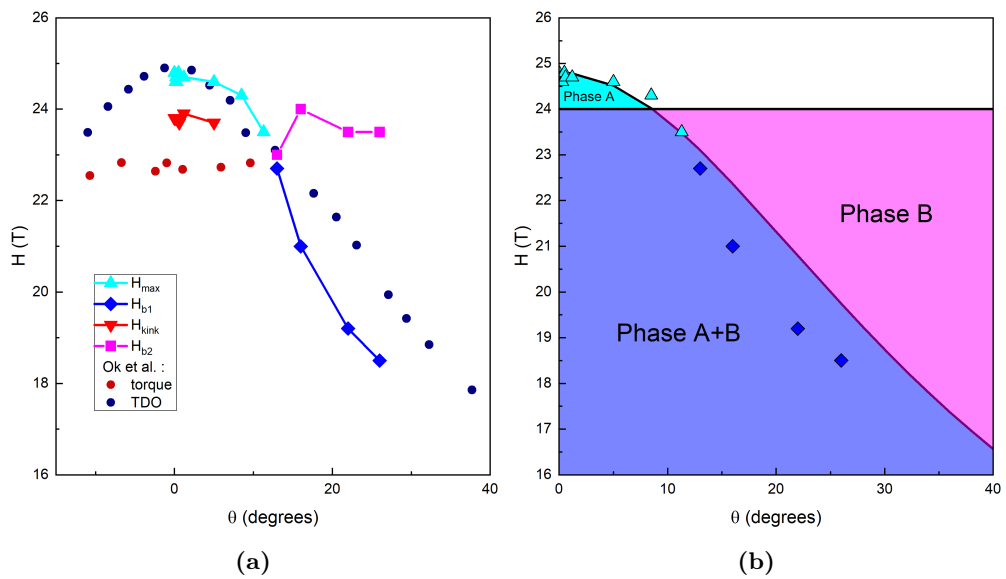 26
24
22
20
18
16
H (T)
0
20
40
θ (degrees)
H_max
H_b1
H_kink
H_b2
Ok et al. :
torque
TDO
(a)
26
25
24
23
22
21
20
19
18
17
16
H (T)
0
10
20
30
40
θ (degrees)
Phase A
Phase B
Phase A+B
(b)